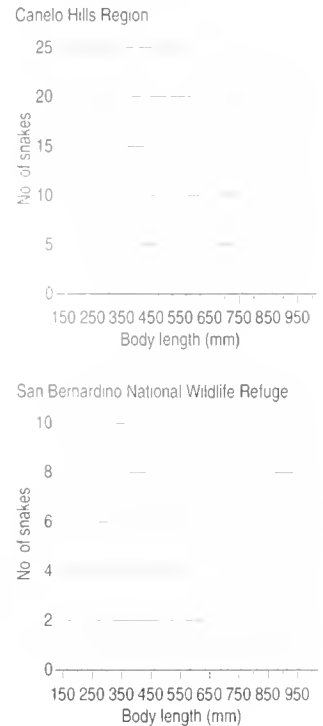 Canelo Hills Region
25
20
15
10
5
0
No. of snakes
150 250 350 450 550 650 750 850 950
Body length (mm)
San Bernardino National Wildlife Refuge
10
8
6
4
2
0
No of snakes
150 250 350 450 550 650 750 850 950
Body length (mm)